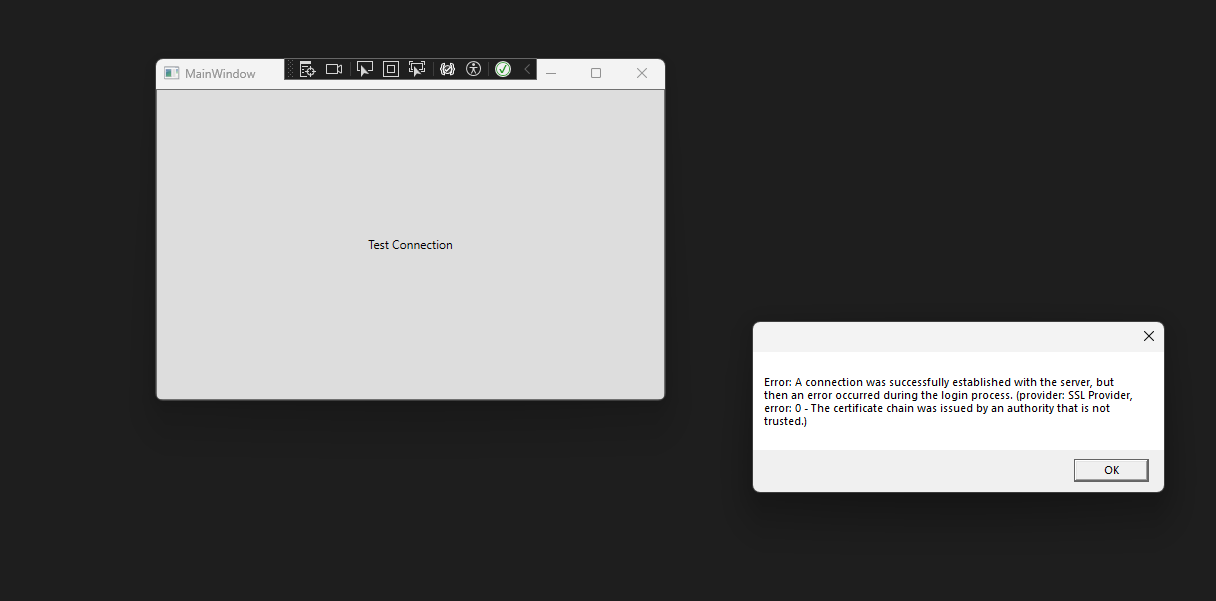 MainWindow
Test Connection
Error: A connection was successfully established with the server, but
then an error occurred during the login process. (provider: SSL Provider,
error: 0 - The certificate chain was issued by an authority that is not
trusted.)
OK